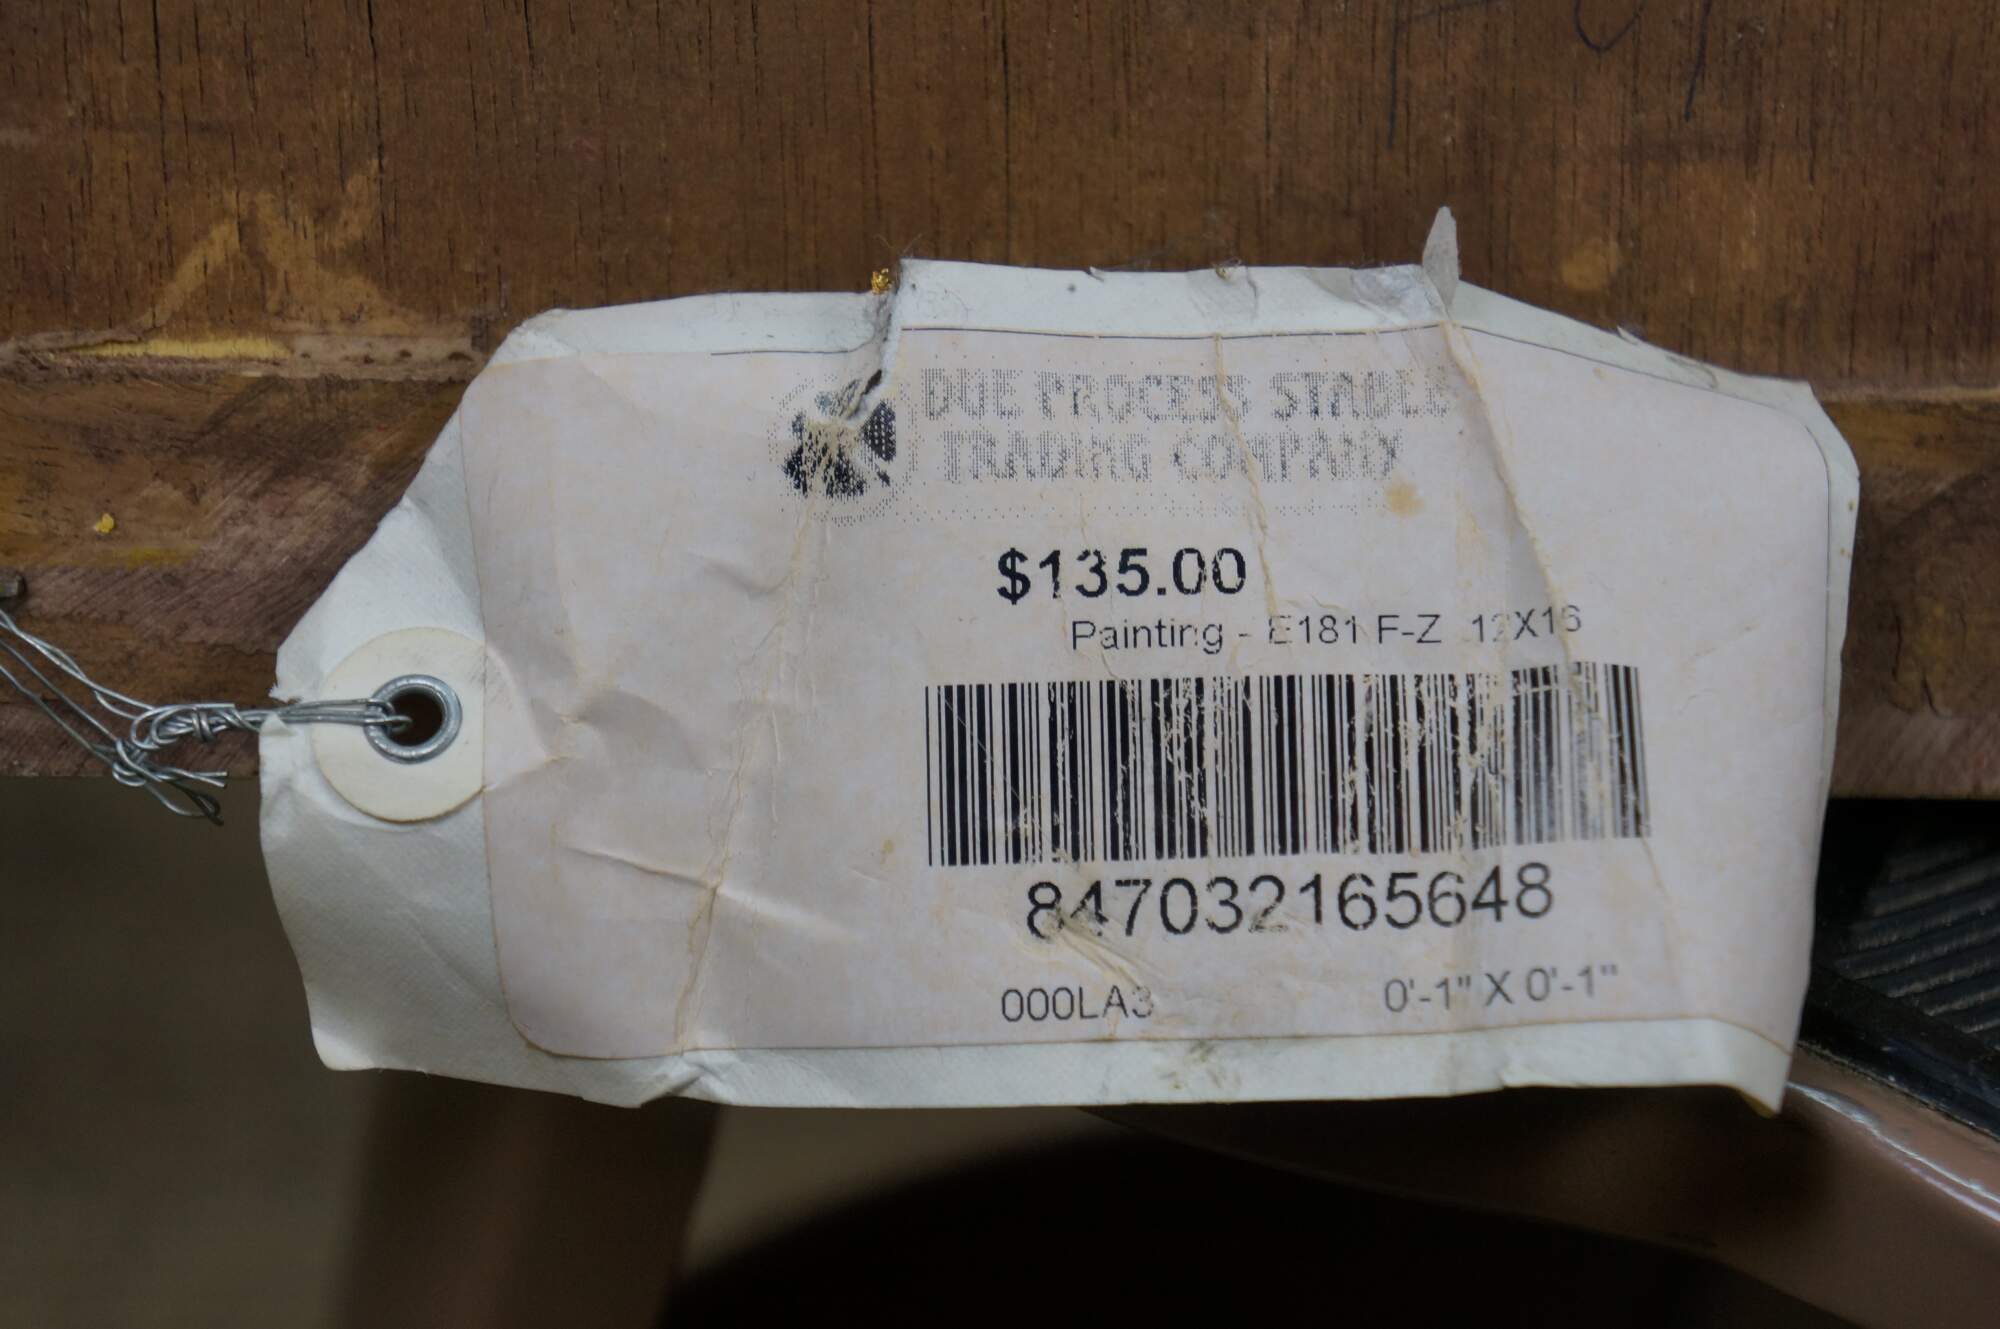 DUE PROCESS STABLE
TRADING COMPANY
$135.00
Painting - E181 F-Z 12X16
847032165648
000LA3
0'-1" X 0'-1"